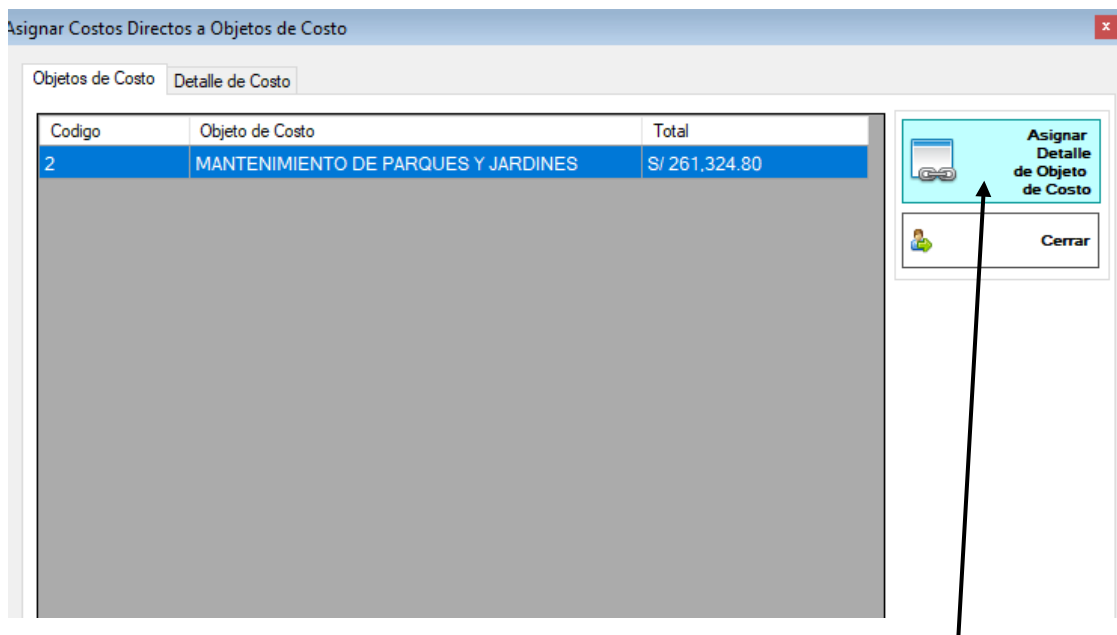 Asignar Costos Directos a Objetos de Costo
Objetos de Costo Detalle de Costo
Codigo Objeto de Costo Total
2 MANTENIMIENTO DE PARQUES Y JARDINES S/ 261,324.80
Asignar
Detalle
de Objeto
de Costo
Cerrar